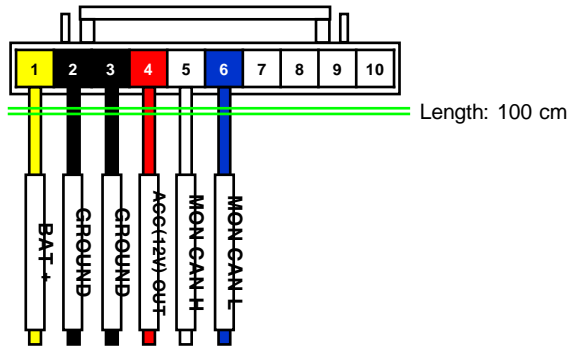 1 2 3 4 5 6 7 8 9 10
Length: 100 cm
BAT +
GROUND
GROUND
ACC(12V) OUT
MON CAN H
MON CAN L